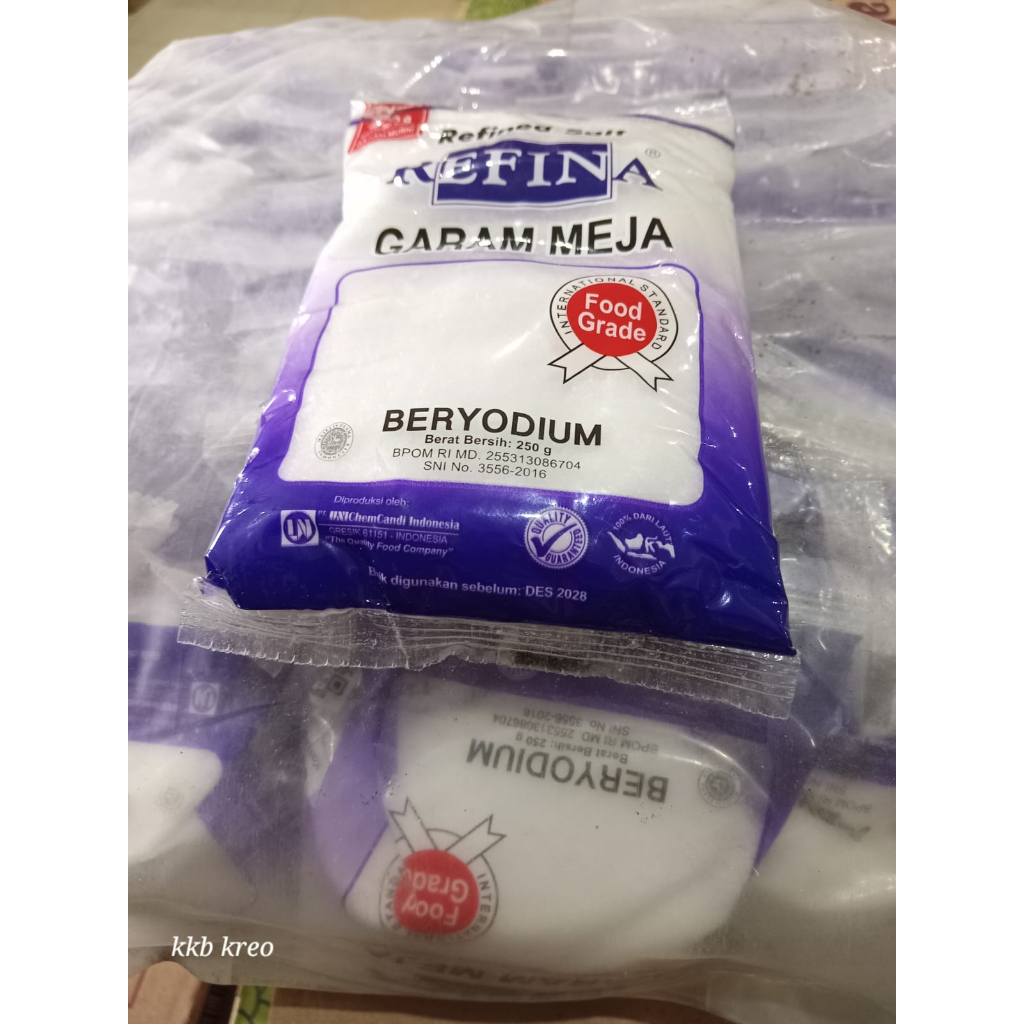 Refined Salt
REFINA®
GARAM MEJA
INTERNATIONAL STANDARD
Food
Grade
BERYODIUM
Berat Bersih: 250 g
BPOM RI MD. 255313086704
SNI No. 3556-2016
Diproduksi oleh:
PT UNIChemCandi Indonesia
GRESIK 61151 - INDONESIA
"The Quality Food Company"
QUALITY
GUARANTEED
100% DARI LAUT
INDONESIA
Baik digunakan sebelum: DES 2028
SNI No. 3556-2016
BPOM RI MD. 255313086704
Berat Bersih: 250 g
BERYODIUM
Food
Grade
kkb kreo